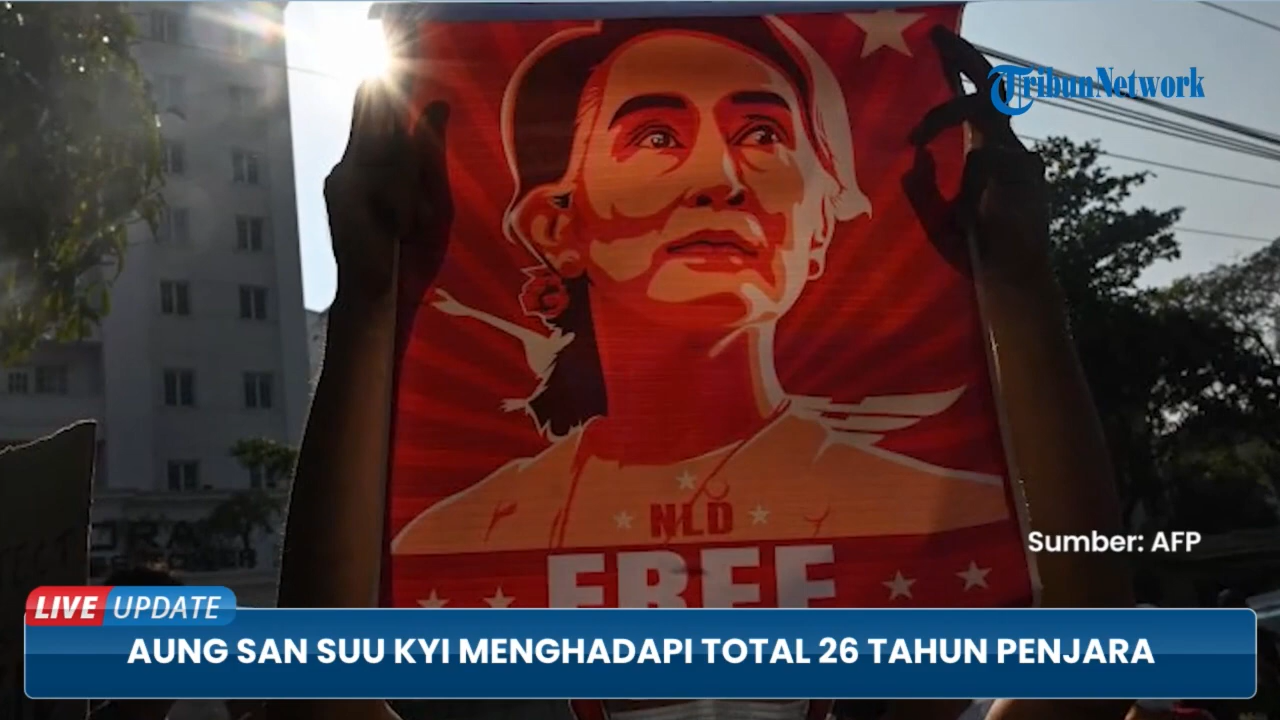 TribunNetwork
NLD
FREE
Sumber: AFP
LIVE UPDATE
AUNG SAN SUU KYI MENGHADAPI TOTAL 26 TAHUN PENJARA